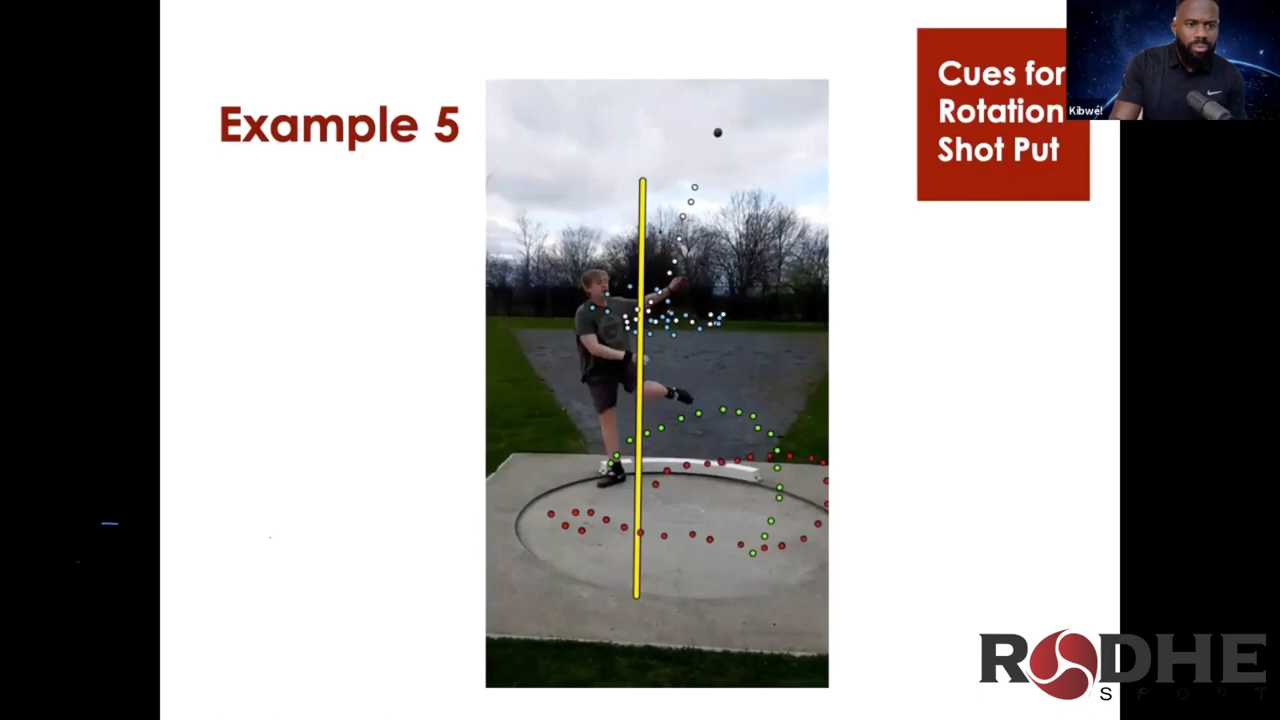 Example 5
Cues for
Rotation
Shot Put
Kibwé!
RODHE
SPORT